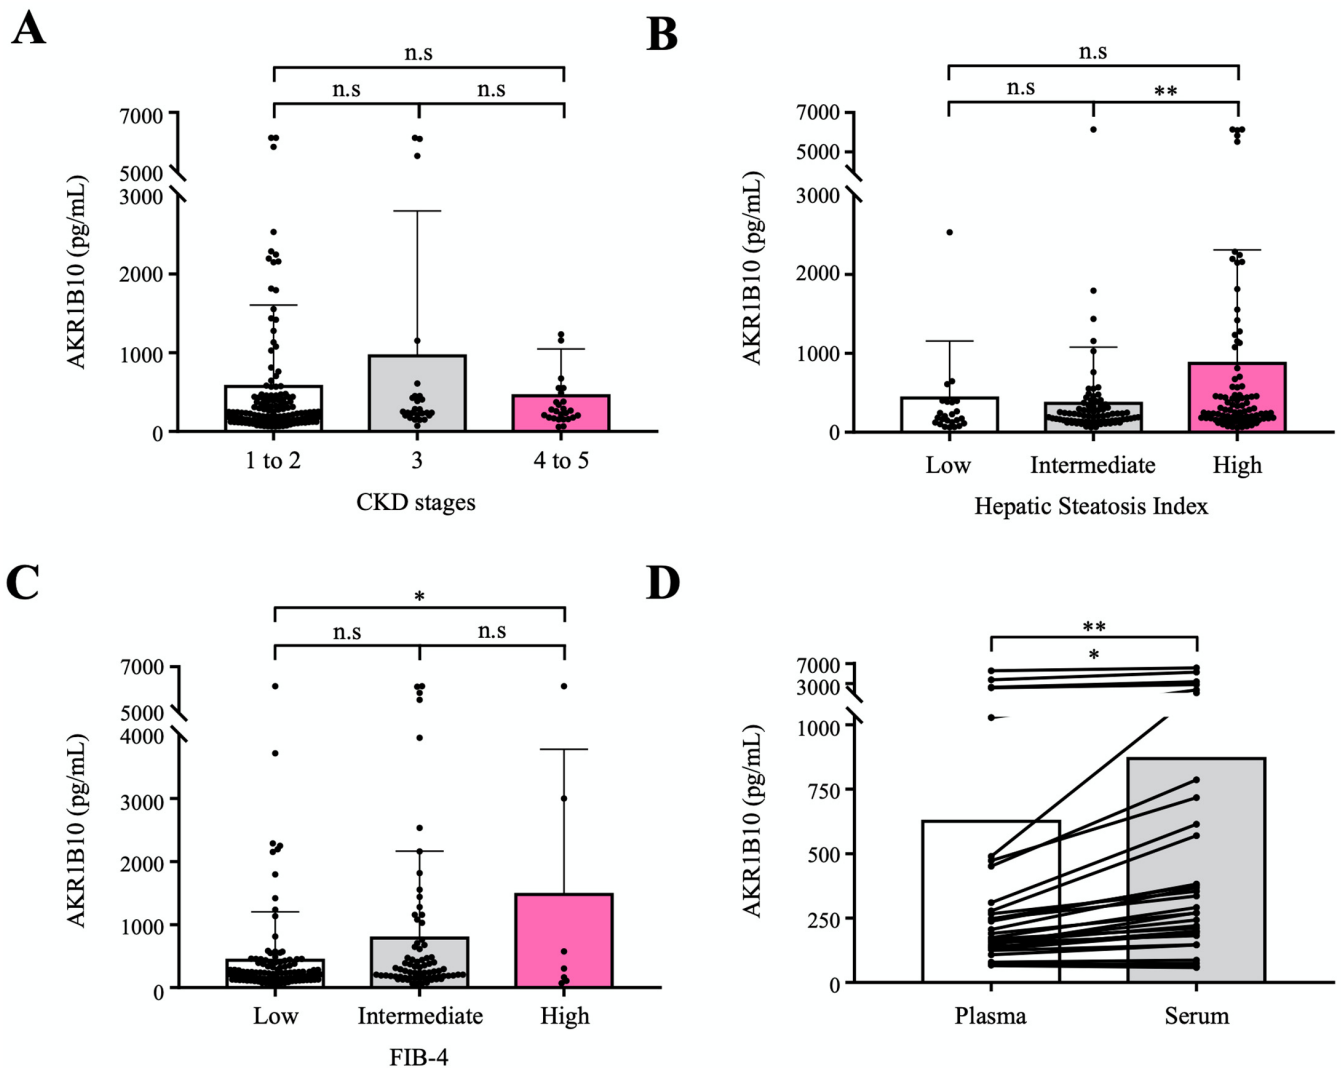 A
n.s
n.s
n.s
7000
5000
3000
2000
1000
0
AKR1B10 (pg/mL)
1 to 2
3
4 to 5
CKD stages
B
n.s
n.s
**
7000
5000
3000
2000
1000
0
AKR1B10 (pg/mL)
Low
Intermediate
High
Hepatic Steatosis Index
C
*
n.s
n.s
7000
5000
4000
3000
2000
1000
0
AKR1B10 (pg/mL)
Low
Intermediate
High
FIB-4
D
**
*
7000
3000
1000
750
500
250
0
AKR1B10 (pg/mL)
Plasma
Serum